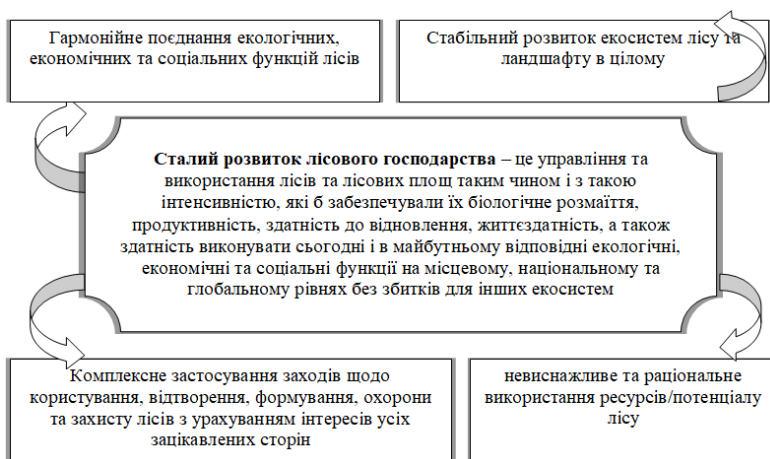 Гармонійне поєднання екологічних,
економічних та соціальних функцій лісів
Стабільний розвиток екосистем лісу та
ландшафту в цілому
Сталий розвиток лісового господарства – це управління та
використання лісів та лісових площ таким чином і з такою
інтенсивністю, які б забезпечували їх біологічне розмаїття,
продуктивність, здатність до відновлення, життєздатність, а також
здатність виконувати сьогодні і в майбутньому відповідні екологічні,
економічні та соціальні функції на місцевому, національному та
глобальному рівнях без збитків для інших екосистем
Комплексне застосування заходів щодо
користування, відтворення, формування, охорони
та захисту лісів з урахуванням інтересів усіх
зацікавлених сторін
невиснажливе та раціональне
використання ресурсів/потенціалу
лісу